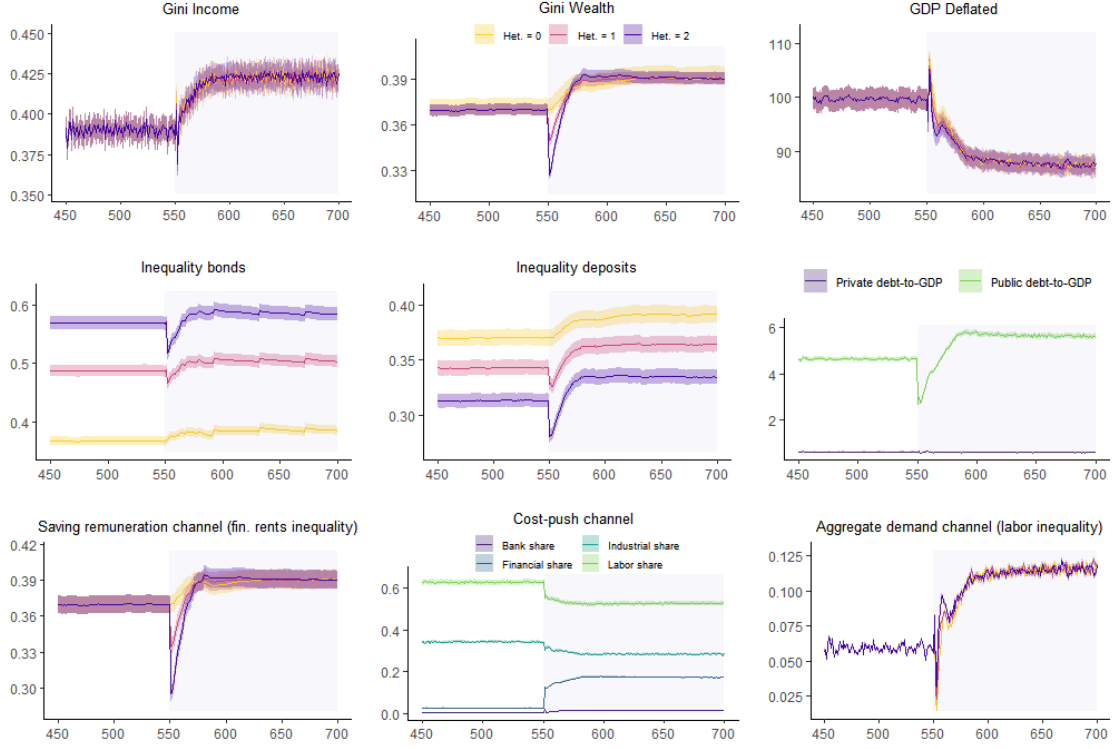 Gini Income
0.450
0.425
0.400
0.375
0.350
450 500 550 600 650 700
Gini Wealth
Het. = 0 Het. = 1 Het. = 2
0.39
0.36
0.33
450 500 550 600 650 700
GDP Deflated
110
100
90
450 500 550 600 650 700
Inequality bonds
0.6
0.5
0.4
450 500 550 600 650 700
Inequality deposits
0.40
0.35
0.30
450 500 550 600 650 700
Private debt-to-GDP Public debt-to-GDP
6
4
2
450 500 550 600 650 700
Saving remuneration channel (fin. rents inequality)
0.42
0.39
0.36
0.33
0.30
450 500 550 600 650 700
Cost-push channel
Bank share Industrial share
Financial share Labor share
0.6
0.4
0.2
0.0
450 500 550 600 650 700
Aggregate demand channel (labor inequality)
0.125
0.100
0.075
0.050
0.025
450 500 550 600 650 700